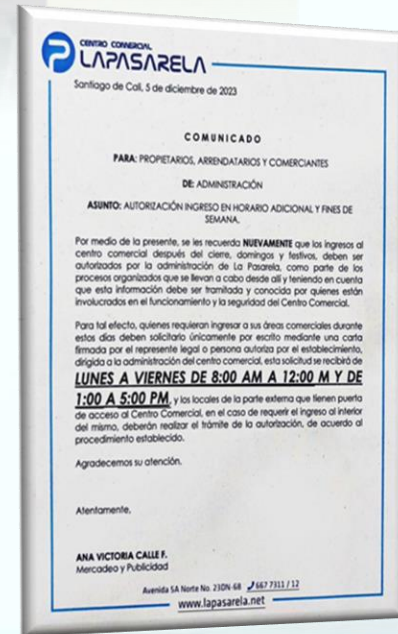 CENTRO COMERCIAL
LAPASARELA
Santiago de Cali, 5 de diciembre de 2023
COMUNICADO
PARA: PROPIETARIOS, ARRENDATARIOS Y COMERCIANTES
DE: ADMINISTRACIÓN
ASUNTO: AUTORIZACIÓN INGRESO EN HORARIO ADICIONAL Y FINES DE
SEMANA.
Por medio de la presente, se les recuerda NUEVAMENTE que los ingresos al
centro comercial después del cierre, domingos y festivos, deben ser
autorizados por la administración de La Pasarela, como parte de los
procesos organizados que se llevan a cabo desde allí y teniendo en cuenta
que esta información debe ser tramitada y conocida por quienes están
involucrados en el funcionamiento y la seguridad del Centro Comercial.
Para tal efecto, quienes requieran ingresar a sus áreas comerciales durante
estos días deben solicitarlo únicamente por escrito mediante una carta
firmada por el represente legal o persona autoriza por el establecimiento,
dirigida a la administración del centro comercial, esta solicitud se recibirá de
LUNES A VIERNES DE 8:00 AM A 12:00 M Y DE
1:00 A 5:00 PM, y los locales de la parte externa que tienen puerta
de acceso al Centro Comercial, en el caso de requerir el ingreso al interior
del mismo, deberán realizar el trámite de la autorización, de acuerdo al
procedimiento establecido.
Agradecemos su atención.
Atentamente,
ANA VICTORIA CALLE F.
Mercadeo y Publicidad
Avenida 5A Norte No. 23DN-68 667 7311 / 12
www.lapasarela.net